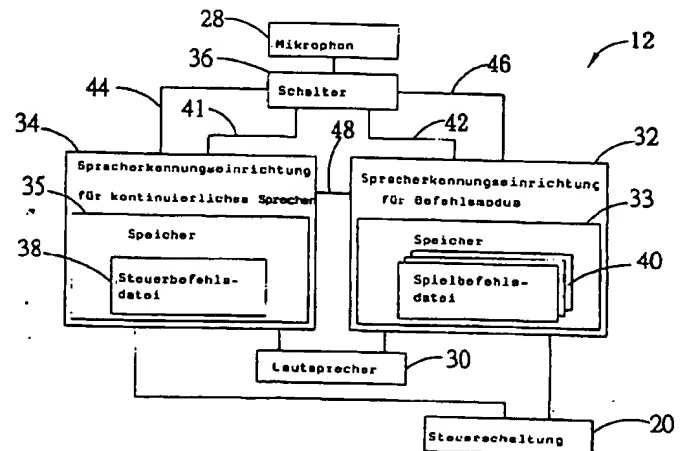 28
Mikrophon
12
36
Schalter
46
44
41
42
34
48
32
Spracherkennungseinrichtung
für kontinuierliches Sprechen
Spracherkennungseinrichtung
für Befehlsmodus
35
33
Speicher
Speicher
38
Steuerbefehls-
datei
Spielbefehls-
datei
40
Lautsprecher
30
Steuerschaltung
20